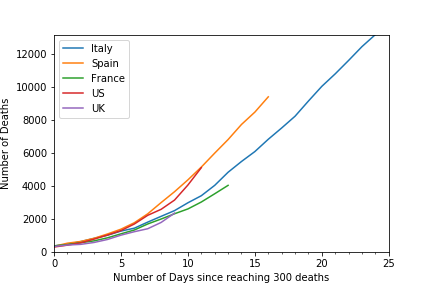 12000
10000
8000
6000
4000
2000
0
Number of Deaths
Italy
Spain
France
US
UK
0 5 10 15 20 25
Number of Days since reaching 300 deaths